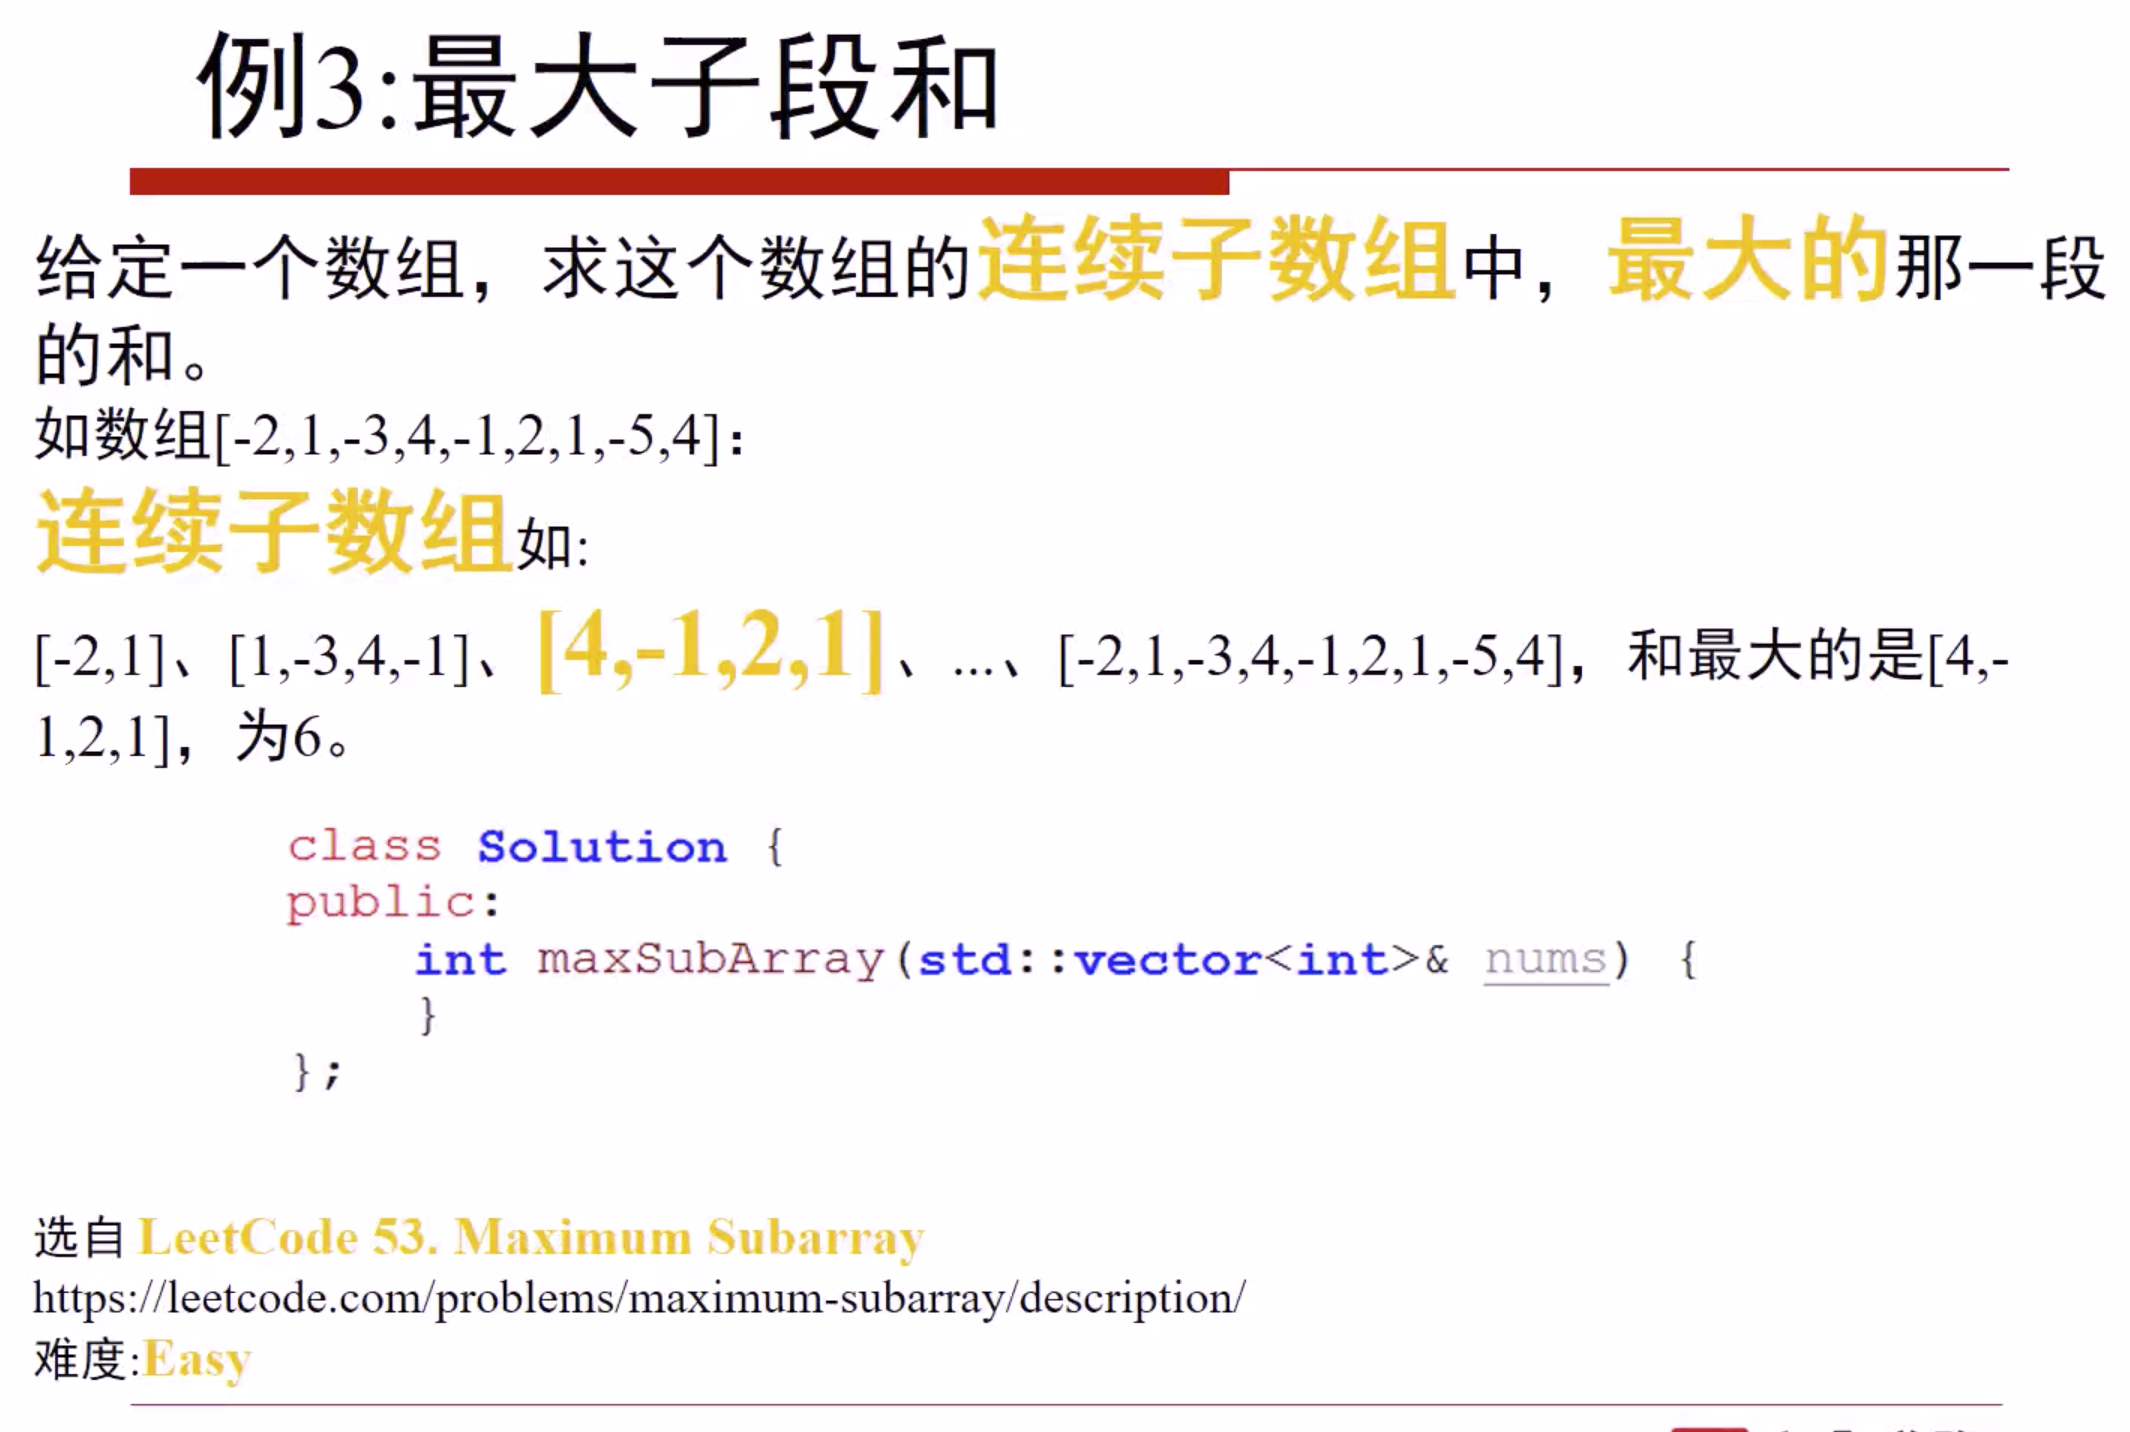 例3:最大子段和
给定一个数组，求这个数组的连续子数组中，最大的那一段
的和。
如数组[-2,1,-3,4,-1,2,1,-5,4]：
连续子数组如:
[-2,1]、[1,-3,4,-1]、[4,-1,2,1]、...、[-2,1,-3,4,-1,2,1,-5,4]，和最大的是[4,-
1,2,1]，为6。
class Solution {
public:
    int maxSubArray(std::vector<int>& nums) {
    }
};
选自 LeetCode 53. Maximum Subarray
https://leetcode.com/problems/maximum-subarray/description/
难度:Easy